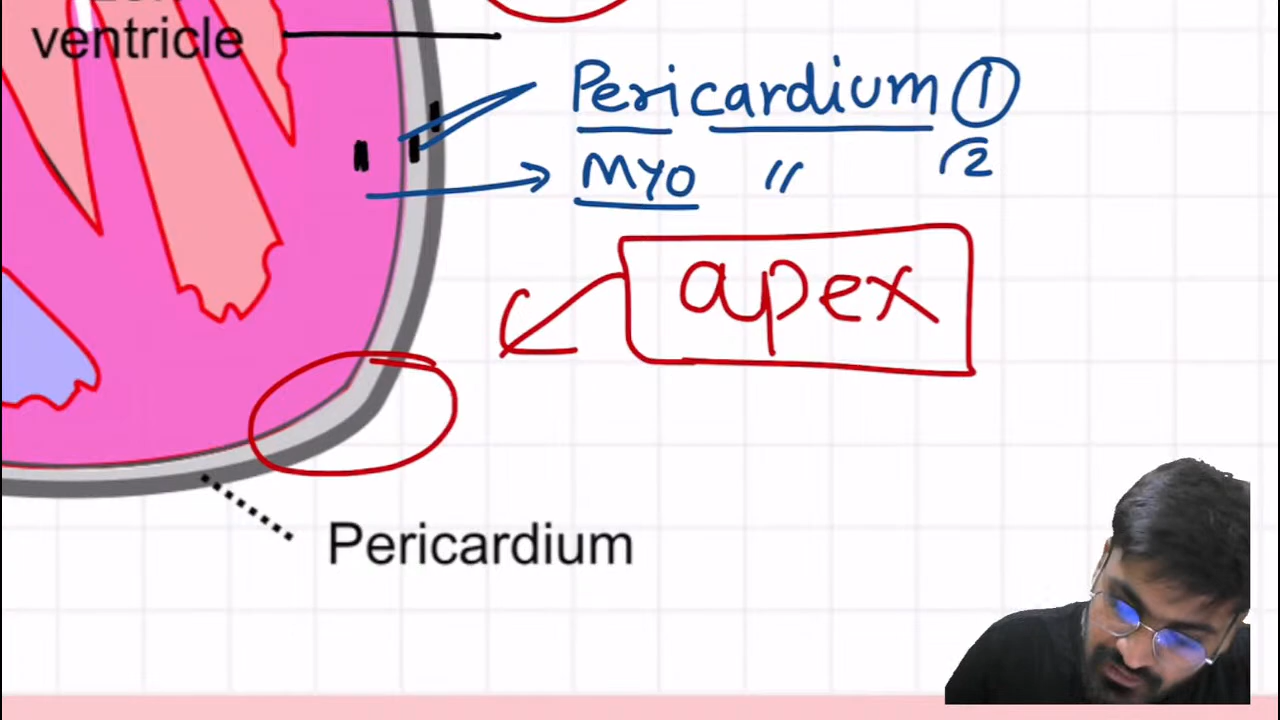 ventricle
Pericardium ①
MYO " 2
apex
Pericardium